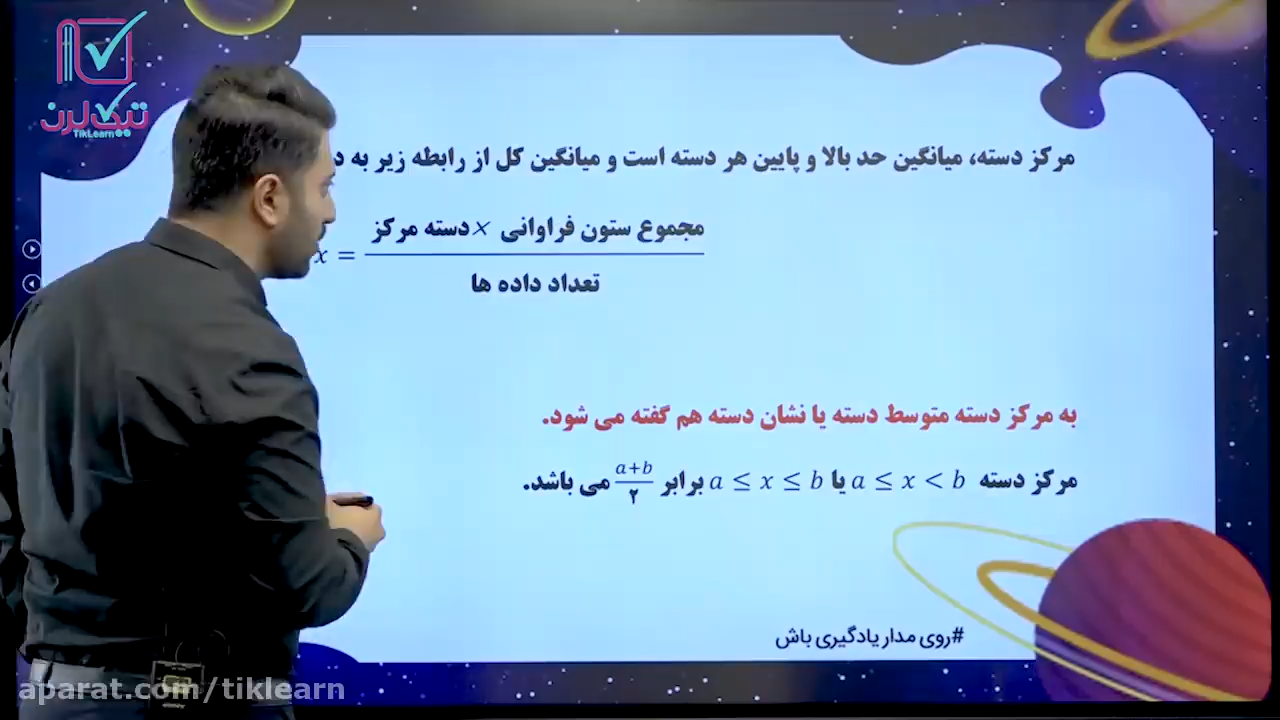 تیک لرن
TikLearn
مرکز دسته، میانگین حد بالا و پایین هر دسته است و میانگین کل از رابطه زیر به
x = مجموع ستون فراوانی × دسته مرکز / تعداد داده ها
به مرکز دسته متوسط دسته یا نشان دسته هم گفته می شود.
مرکز دسته a ≤ x < b یا a ≤ x ≤ b برابر a+b/۲ می باشد.
#روی مدار یادگیری باش
aparat.com/tiklearn